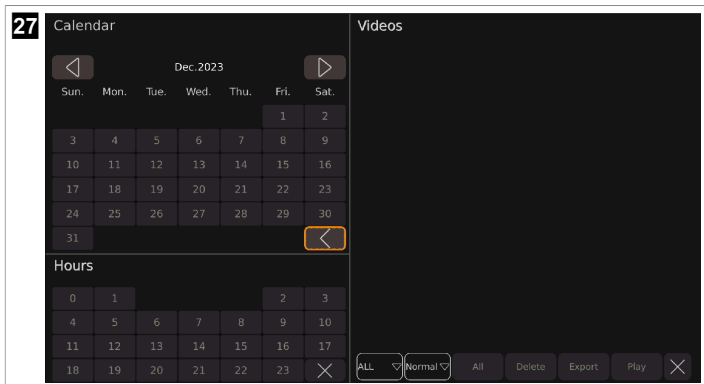 27
Calendar
Dec.2023
Sun. Mon. Tue. Wed. Thu. Fri. Sat.
1 2
3 4 5 6 7 8 9
10 11 12 13 14 15 16
17 18 19 20 21 22 23
24 25 26 27 28 29 30
31
Hours
0 1 2 3
4 5 6 7 8 9 10
11 12 13 14 15 16 17
18 19 20 21 22 23
Videos
ALL Normal All Delete Export Play